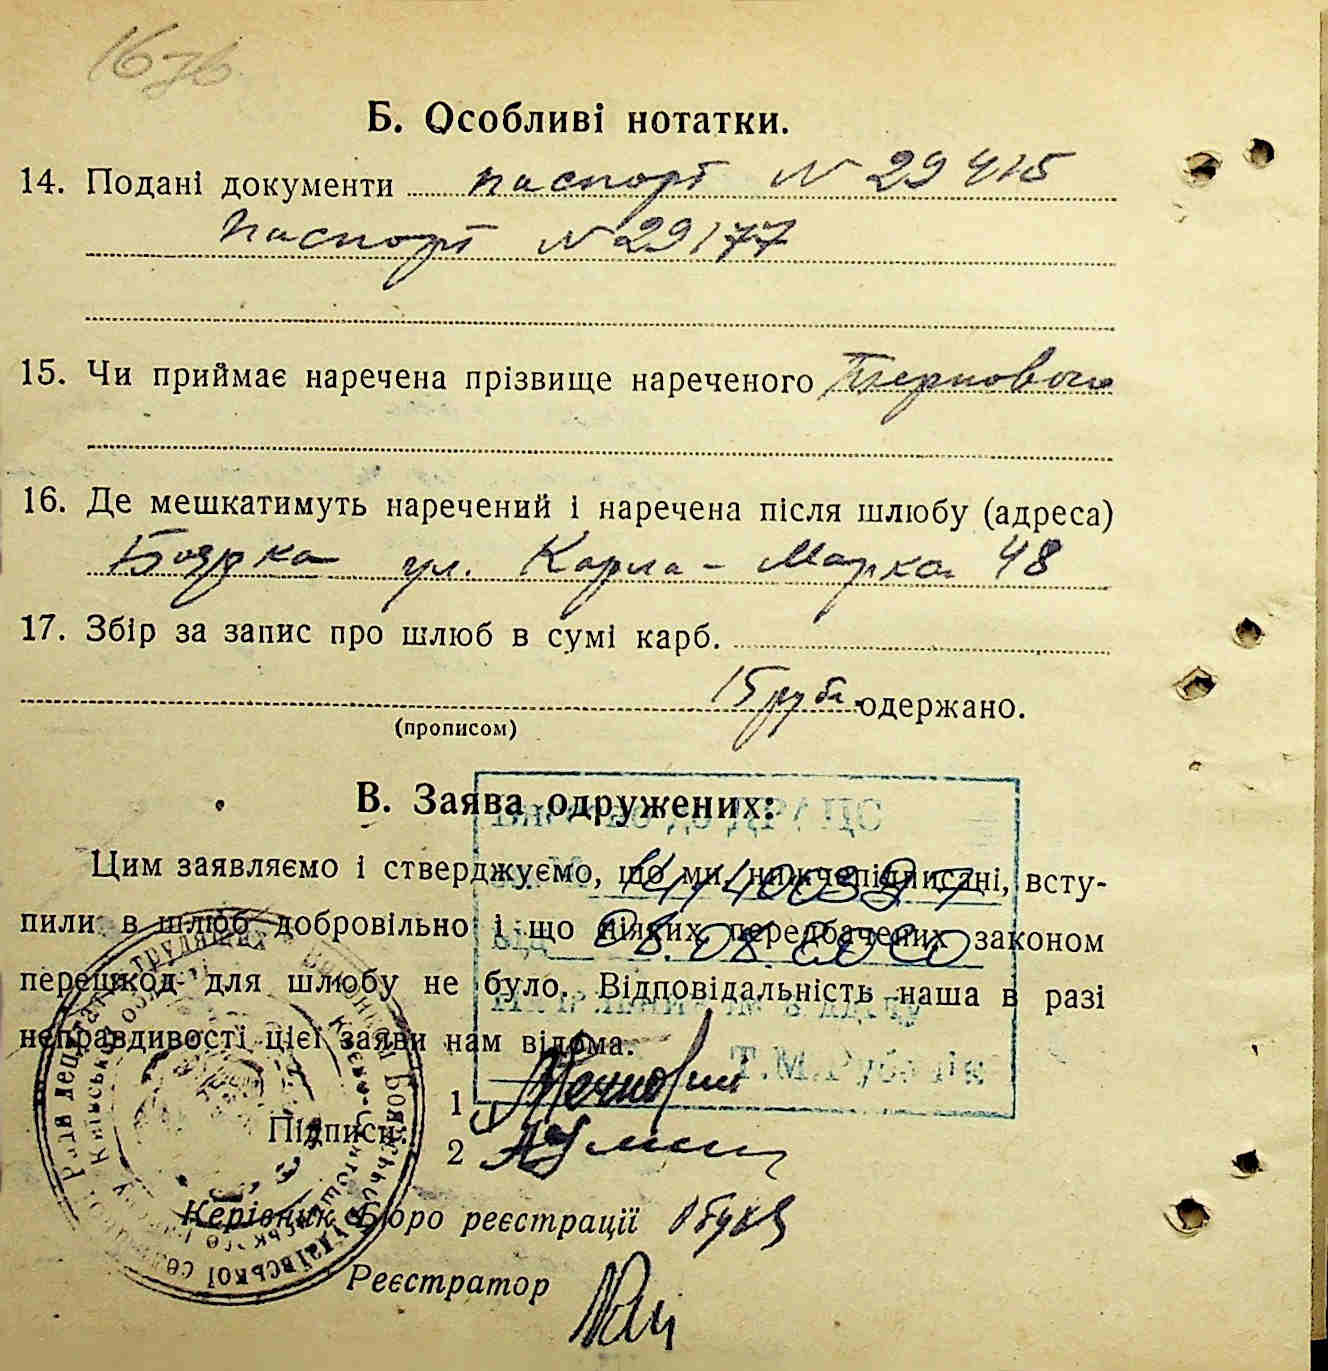 Б. Особливі нотатки.
14. Подані документи паспорт N 29415
Паспорт N 29177
15. Чи приймає наречена прізвище нареченого
16. Де мешкатимуть наречений і наречена після шлюбу (адреса)
Боярка ул. Карла-Маркса 48
17. Збір за запис про шлюб в сумі карб.
15 руб. одержано.
(прописом)
В. Заява одружених:
Цим заявляємо і стверджуємо, що ми, нижчепідписані, всту-
пили в шлюб добровільно і що ніяких передбачених законом
перешкод для шлюбу не було. Відповідальність наша в разі
неправдивості цієї заяви нам відома.
1
Підписи:
2
Керівник Бюро реєстрації
Реєстратор